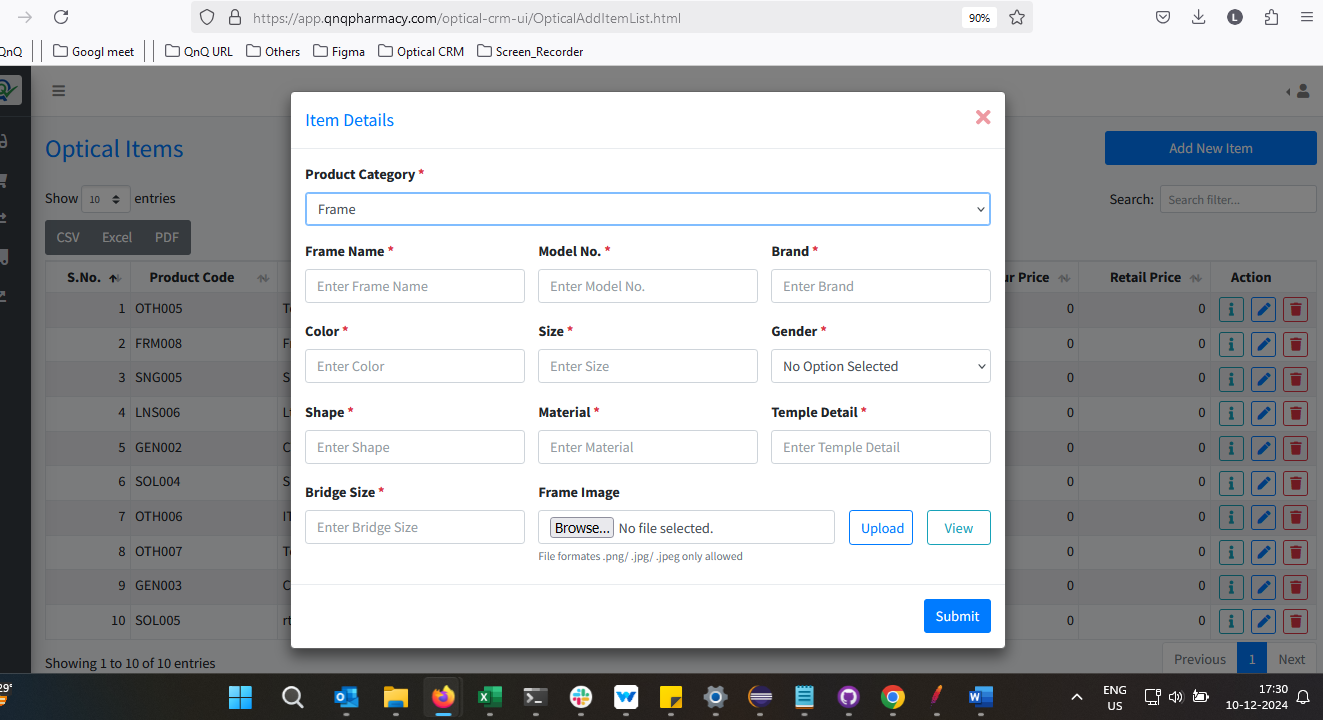 https://app.qnqpharmacy.com/optical-crm-ui/OpticalAddItemList.html 90% L
QnQ Googl meet QnQ URL Others Figma Optical CRM Screen_Recorder
Item Details
Optical Items Add New Item
Product Category *
Show 10 entries Search: Search filter...
Frame
CSV Excel PDF
Frame Name * Model No. * Brand *
S.No. Product Code ur Price Retail Price Action
Enter Frame Name Enter Model No. Enter Brand
1 OTH005 0 0
Color * Size * Gender *
2 FRM008 0 0
Enter Color Enter Size No Option Selected
3 SNG005 0 0
4 LNS006 0 0
Shape * Material * Temple Detail *
5 GEN002 0 0
Enter Shape Enter Material Enter Temple Detail
6 SOL004 0 0
Bridge Size * Frame Image
7 OTH006 0 0
Enter Bridge Size Browse... No file selected. Upload View
8 OTH007 0 0
File formates .png/ .jpg/ .jpeg only allowed
9 GEN003 0 0
10 SOL005 0 0
Submit
Showing 1 to 10 of 10 entries Previous 1 Next
29°
ENG
US
17:30
10-12-2024